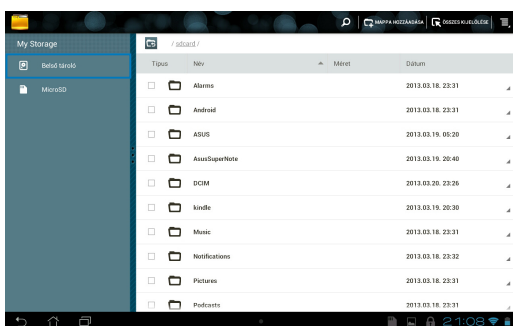 MAPPA HOZZÁADÁSA
ÖSSZES KIJELÖLÉSE
My Storage
/ sdcard /
Belső tároló
Típus Név Méret Dátum
MicroSD
Alarms 2013.03.18. 23:31
Android 2013.03.18. 23:31
ASUS 2013.03.19. 05:20
AsusSuperNote 2013.03.19. 20:40
DCIM 2013.03.20. 23:26
kindle 2013.03.19. 20:30
Music 2013.03.18. 23:31
Notifications 2013.03.18. 23:32
Pictures 2013.03.18. 23:31
Podcasts 2013.03.18. 23:31
21:08